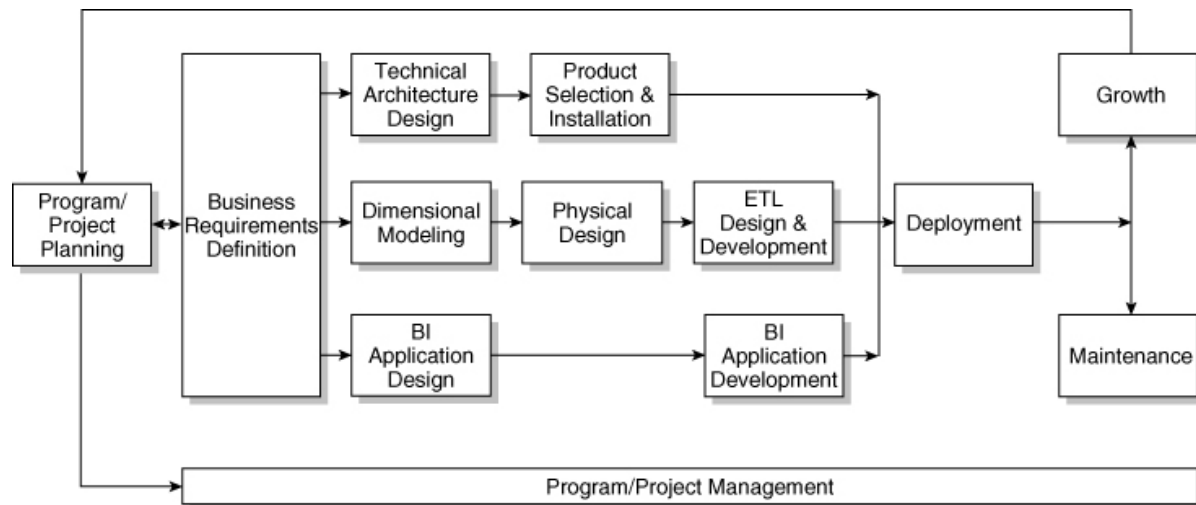 Technical
Architecture
Design
Product
Selection &
Installation
Growth
Program/
Project
Planning
Business
Requirements
Definition
Dimensional
Modeling
Physical
Design
ETL
Design &
Development
Deployment
BI
Application
Design
BI
Application
Development
Maintenance
Program/Project Management